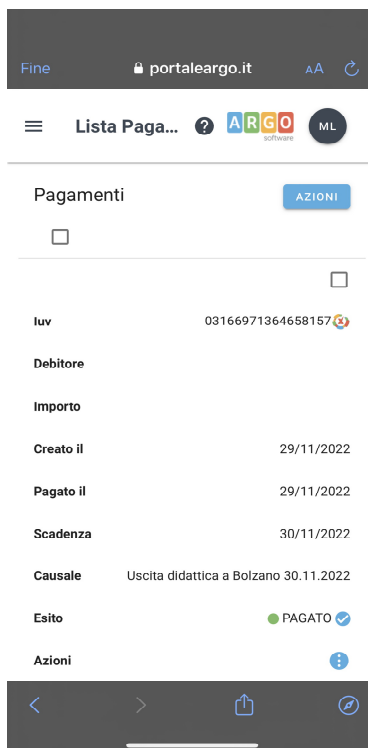 Fine portaleargo.it AA
Lista Paga... ? ARGO software ML
Pagamenti AZIONI
Iuv 03166971364658157
Debitore
Importo
Creato il 29/11/2022
Pagato il 29/11/2022
Scadenza 30/11/2022
Causale Uscita didattica a Bolzano 30.11.2022
Esito PAGATO
Azioni